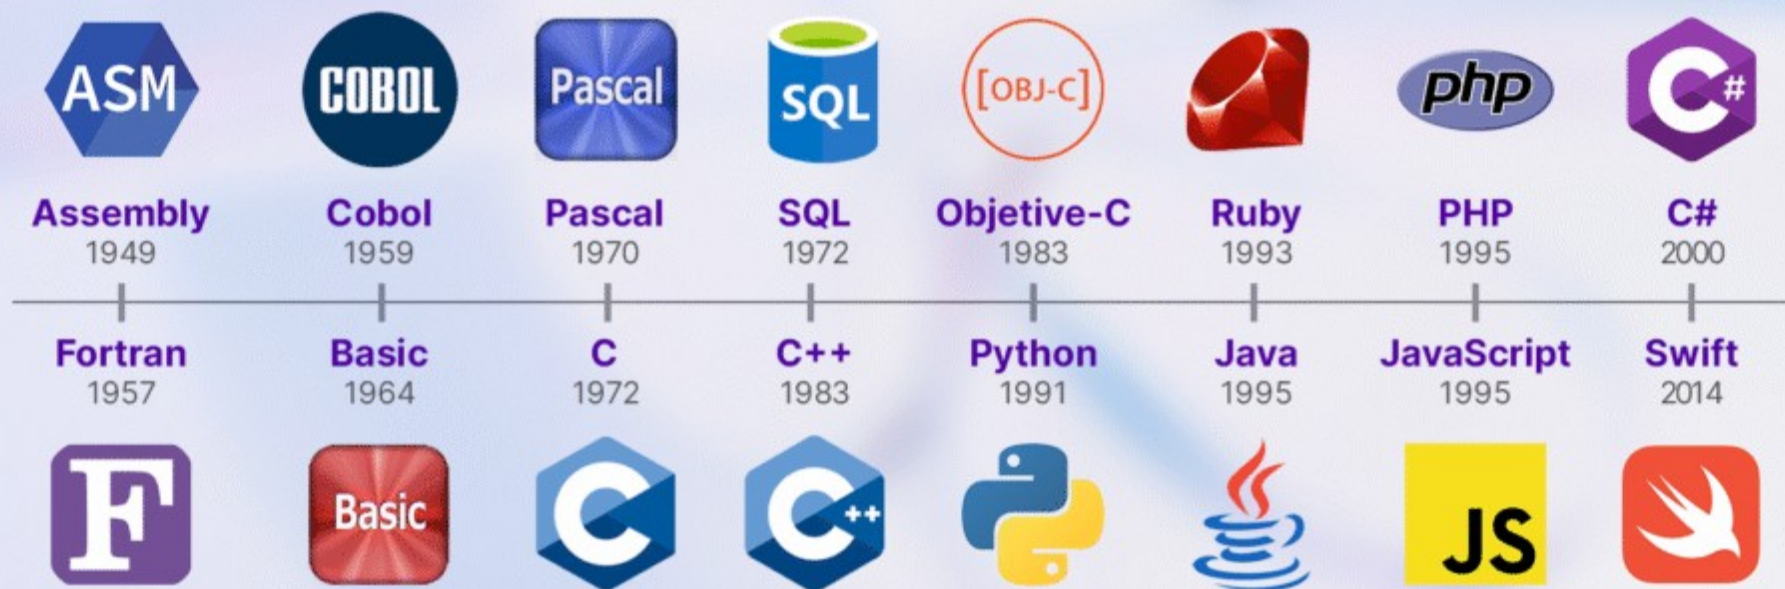 ASM
COBOL
Pascal
SQL
[OBJ-C]
php
C#
Assembly
1949
Cobol
1959
Pascal
1970
SQL
1972
Objetive-C
1983
Ruby
1993
PHP
1995
C#
2000
Fortran
1957
Basic
1964
C
1972
C++
1983
Python
1991
Java
1995
JavaScript
1995
Swift
2014
F
Basic
C
C++
JS